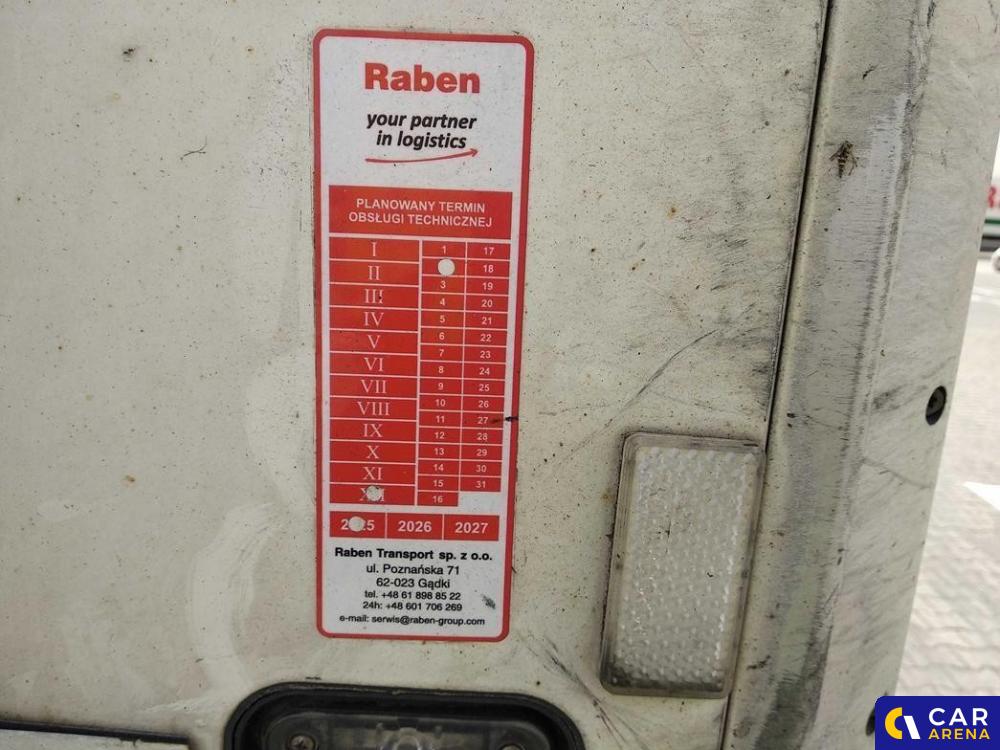 Raben
your partner
in logistics
PLANOWANY TERMIN
OBSŁUGI TECHNICZNEJ
I
II
III
IV
V
VI
VII
VIII
IX
X
XI
1 17
18
3 19
4 20
5 21
6 22
7 23
8 24
9 25
10 26
11 27
12 28
13 29
14 30
15 31
16
2026 2027
Raben Transport sp. z o.o.
ul. Poznańska 71
62-023 Gądki
tel. +48 61 898 85 22
24h: +48 601 706 269
e-mail: serwis@raben-group.com
CAR
ARENA